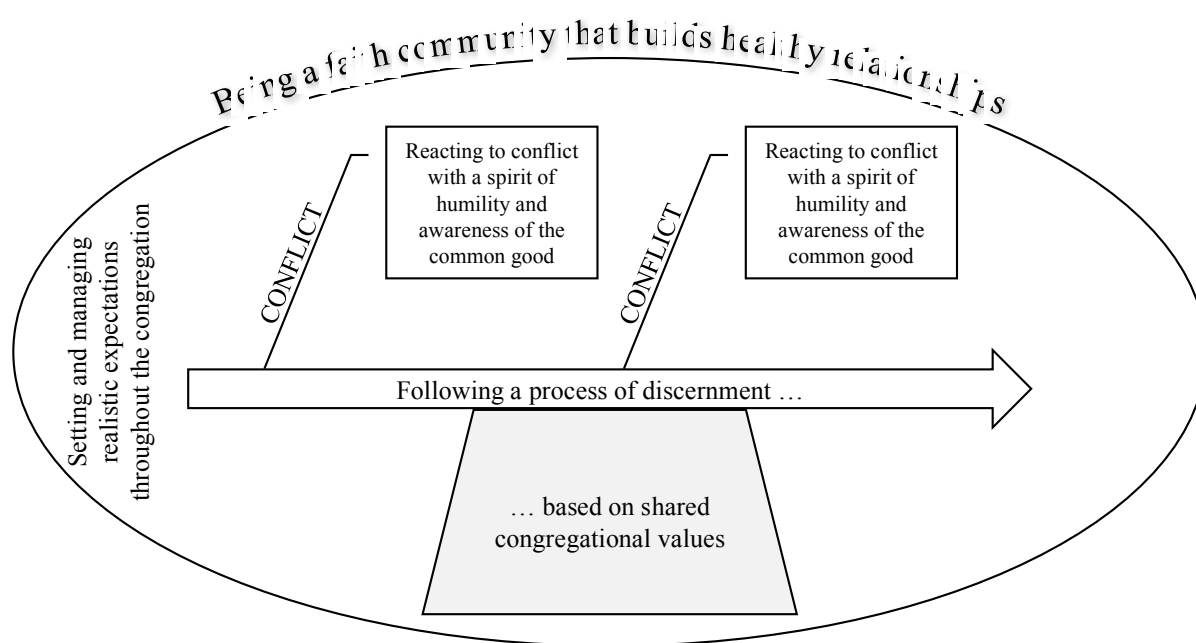 Being a faith community that builds healthy relationships
Setting and managing
realistic expectations
throughout the congregation
CONFLICT
Reacting to conflict
with a spirit of
humility and
awareness of the
common good
CONFLICT
Reacting to conflict
with a spirit of
humility and
awareness of the
common good
Following a process of discernment …
… based on shared
congregational values